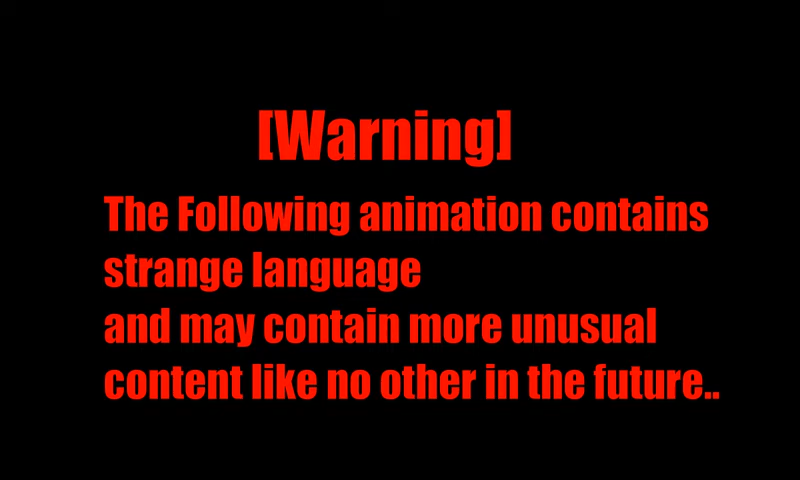 [Warning]
The Following animation contains
strange language
and may contain more unusual
content like no other in the future..